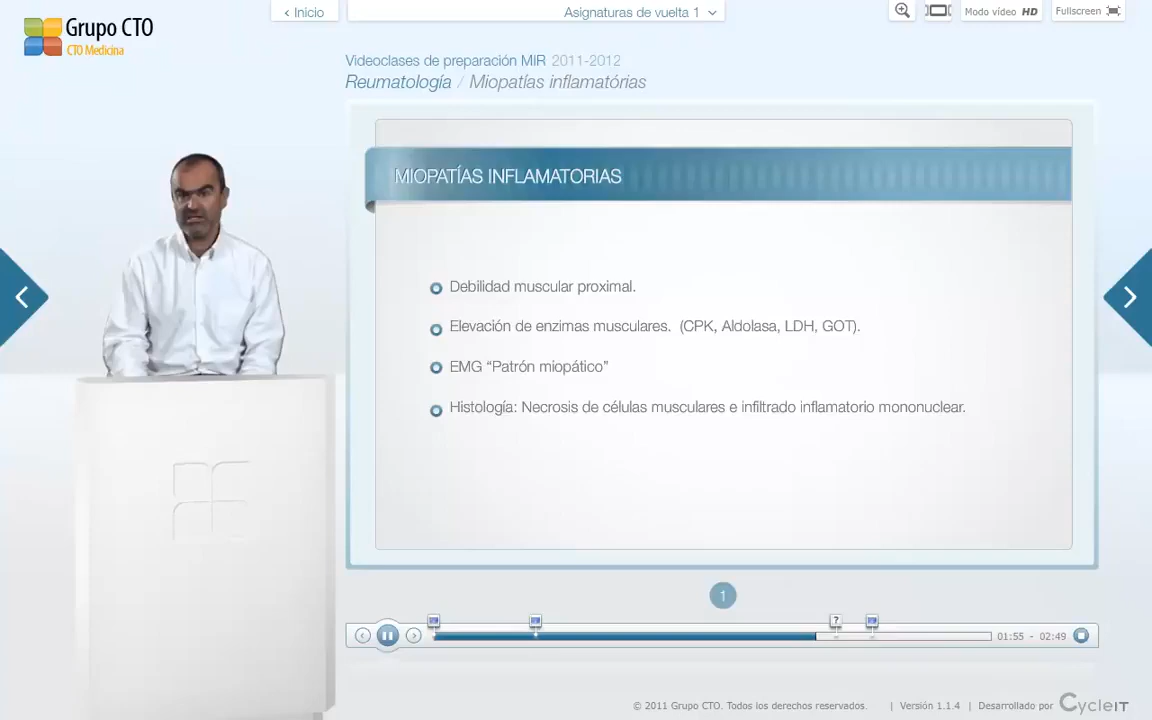 Grupo CTO
CTO Medicina
‹ Inicio
Asignaturas de vuelta 1
Modo vídeo HD
Fullscreen
Videoclases de preparación MIR 2011-2012
Reumatología / Miopatías inflamatórias
MIOPATÍAS INFLAMATORIAS
Debilidad muscular proximal.
Elevación de enzimas musculares. (CPK, Aldolasa, LDH, GOT).
EMG “Patrón miopático”
Histología: Necrosis de células musculares e infiltrado inflamatorio mononuclear.
1
?
01:55 - 02:49
© 2011 Grupo CTO. Todos los derechos reservados. | Versión 1.1.4 | Desarrollado por CycleIT